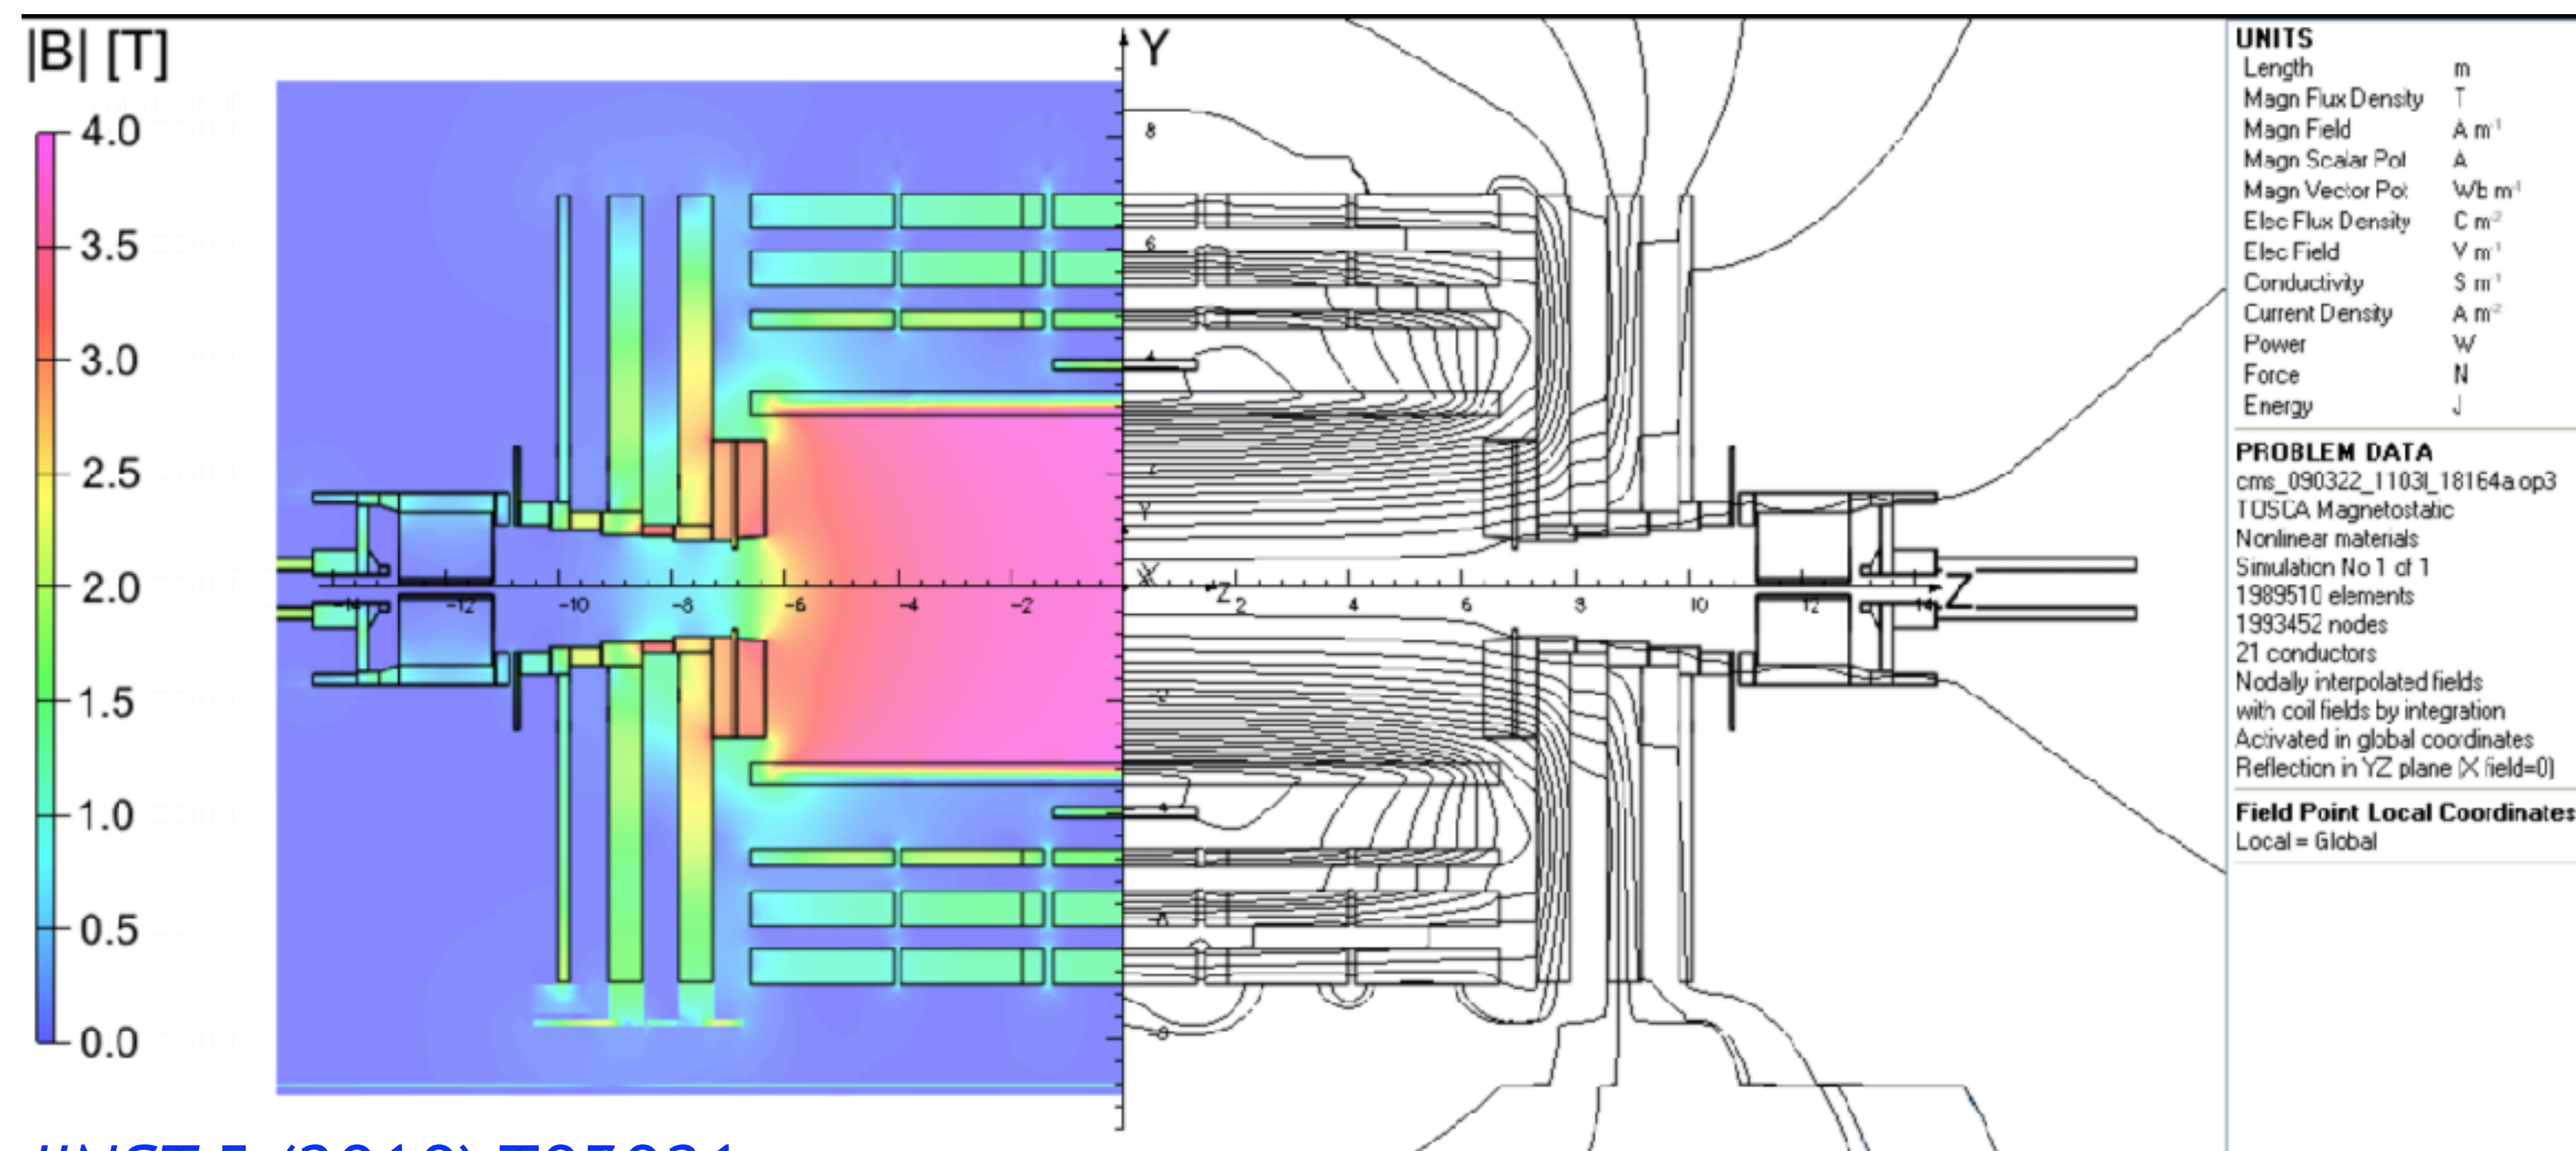 |B| [T]
4.0
3.5
3.0
2.5
2.0
1.5
1.0
0.5
0.0
Y
8
6
4
Y
X
Z
-14
-12
-10
-8
-6
-4
-2
2
4
6
8
10
12
14
Z
UNITS
Length m
Magn Flux Density T
Magn Field A m⁻¹
Magn Scalar Pot A
Magn Vector Pot Wb m⁻¹
Elec Flux Density C m⁻²
Elec Field V m⁻¹
Conductivity S m⁻¹
Current Density A m⁻²
Power W
Force N
Energy J
PROBLEM DATA
cms_090322_1103l_18164a.op3
TOSCA Magnetostatic
Nonlinear materials
Simulation No 1 of 1
1989510 elements
1993452 nodes
21 conductors
Nodally interpolated fields
with coil fields by integration
Activated in global coordinates
Reflection in YZ plane (X field=0)
Field Point Local Coordinates
Local = Global